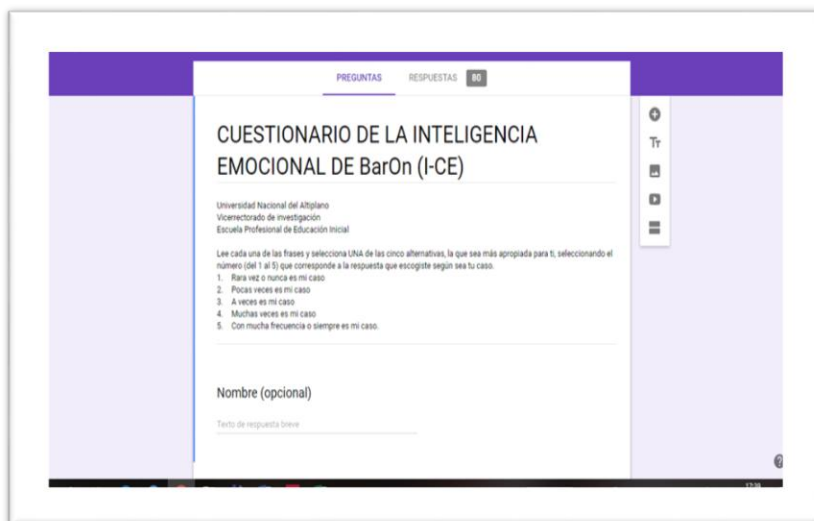 PREGUNTAS RESPUESTAS 80
CUESTIONARIO DE LA INTELIGENCIA
EMOCIONAL DE BarOn (I-CE)
Universidad Nacional del Altiplano
Vicerrectorado de investigación
Escuela Profesional de Educación Inicial
Lee cada una de las frases y selecciona UNA de las cinco alternativas, la que sea más apropiada para ti, seleccionando el
número (del 1 al 5) que corresponde a la respuesta que escogiste según sea tu caso.
1. Rara vez o nunca es mi caso
2. Pocas veces es mi caso
3. A veces es mi caso
4. Muchas veces es mi caso
5. Con mucha frecuencia o siempre es mi caso.
Nombre (opcional)
Texto de respuesta breve
Tт
?